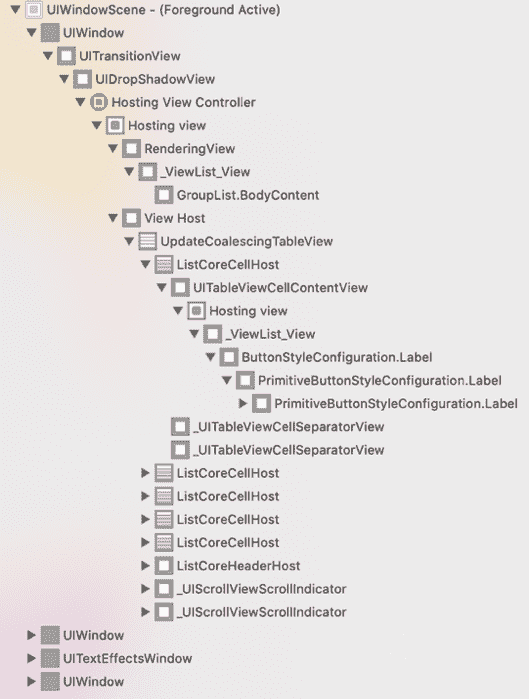 UIWindowScene - (Foreground Active)
UIWindow
UITransitionView
UIDropShadowView
Hosting View Controller
Hosting view
RenderingView
_ViewList_View
GroupList.BodyContent
View Host
UpdateCoalescingTableView
ListCoreCellHost
UITableViewCellContentView
Hosting view
_ViewList_View
ButtonStyleConfiguration.Label
PrimitiveButtonStyleConfiguration.Label
PrimitiveButtonStyleConfiguration.Label
_UITableViewCellSeparatorView
_UITableViewCellSeparatorView
ListCoreCellHost
ListCoreCellHost
ListCoreCellHost
ListCoreCellHost
ListCoreHeaderHost
_UIScrollViewScrollIndicator
_UIScrollViewScrollIndicator
UIWindow
UITextEffectsWindow
UIWindow